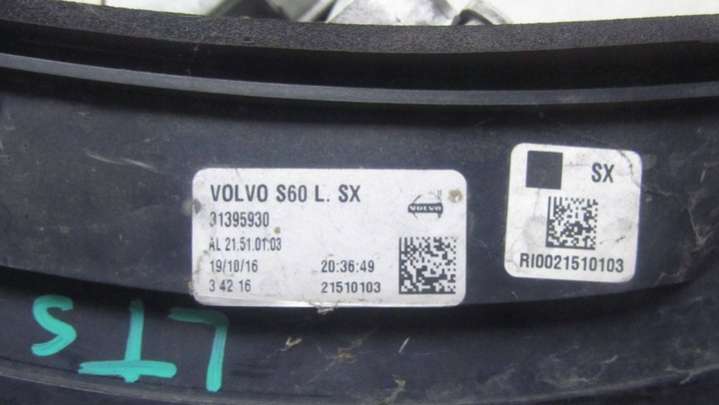 VOLVO S60 L. SX
31395930
VOLVO
AL 21.51.01.03
19/10/16 20:36:49
3 42 16 21510103
SX
RI0021510103
LTS